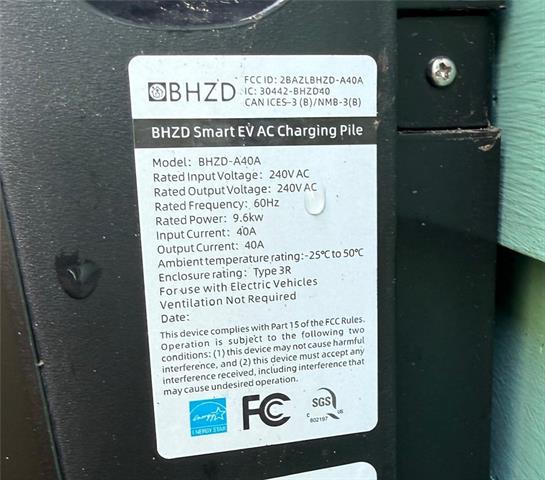 BHZD
FCC ID: 2BAZLBHZD-A40A
IC: 30442-BHZD40
CAN ICES-3 (B)/NMB-3(B)
BHZD Smart EV AC Charging Pile
Model: BHZD-A40A
Rated Input Voltage: 240V AC
Rated Output Voltage: 240V AC
Rated Frequency: 60Hz
Rated Power: 9.6kw
Input Current: 40A
Output Current: 40A
Ambient temperature rating:-25℃ to 50℃
Enclosure rating: Type 3R
For use with Electric Vehicles
Ventilation Not Required
Date:
This device complies with Part 15 of the FCC Rules.
Operation is subject to the following two
conditions: (1) this device may not cause harmful
interference, and (2) this device must accept any
interference received, including interference that
may cause undesired operation.
ENERGY STAR
FC
SGS
C US
802197